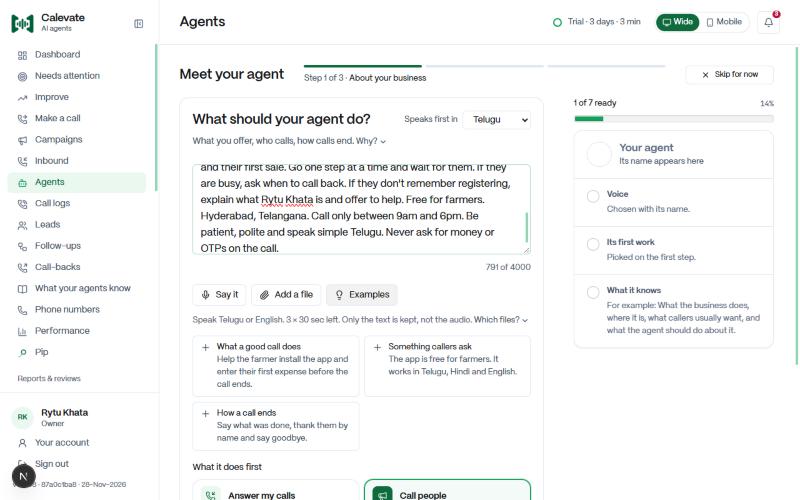 Calevate
AI agents
Dashboard
Needs attention
Improve
Make a call
Campaigns
Inbound
Agents
Call logs
Leads
Follow-ups
Call-backs
What your agents know
Phone numbers
Performance
Pip
Reports & reviews
RK
Rytu Khata
Owner
Your account
Sign out
N
87a0c1ba8 · 28-Nov-2026
Agents
Trial · 3 days · 3 min
Wide
Mobile
8
Meet your agent
Step 1 of 3 · About your business
Skip for now
What should your agent do?
Speaks first in
Telugu
What you offer, who calls, how calls end. Why?
and their first sale. Go one step at a time and wait for them. If they
are busy, ask when to call back. If they don't remember registering,
explain what Rytu Khata is and offer to help. Free for farmers.
Hyderabad, Telangana. Call only between 9am and 6pm. Be
patient, polite and speak simple Telugu. Never ask for money or
OTPs on the call.
791 of 4000
Say it
Add a file
Examples
Speak Telugu or English. 3 × 30 sec left. Only the text is kept, not the audio. Which files?
What a good call does
Help the farmer install the app and
enter their first expense before the
call ends.
Something callers ask
The app is free for farmers. It
works in Telugu, Hindi and English.
How a call ends
Say what was done, thank them by
name and say goodbye.
What it does first
Answer my calls
Call people
1 of 7 ready
14%
Your agent
Its name appears here
Voice
Chosen with its name.
Its first work
Picked on the first step.
What it knows
For example: What the business does,
where it is, what callers usually want, and
what the agent should do about it.